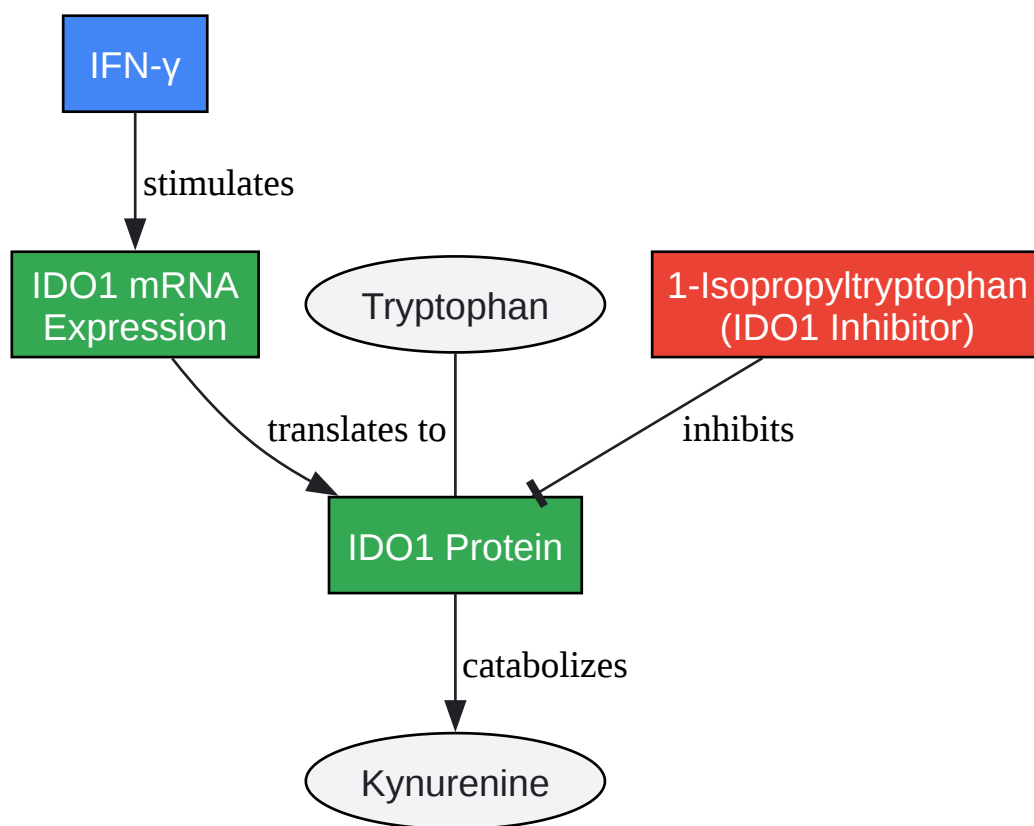 IFN-γ
stimulates
IDO1 mRNA
Expression
Tryptophan
1-Isopropyltryptophan
(IDO1 Inhibitor)
translates to
inhibits
IDO1 Protein
catabolizes
Kynurenine